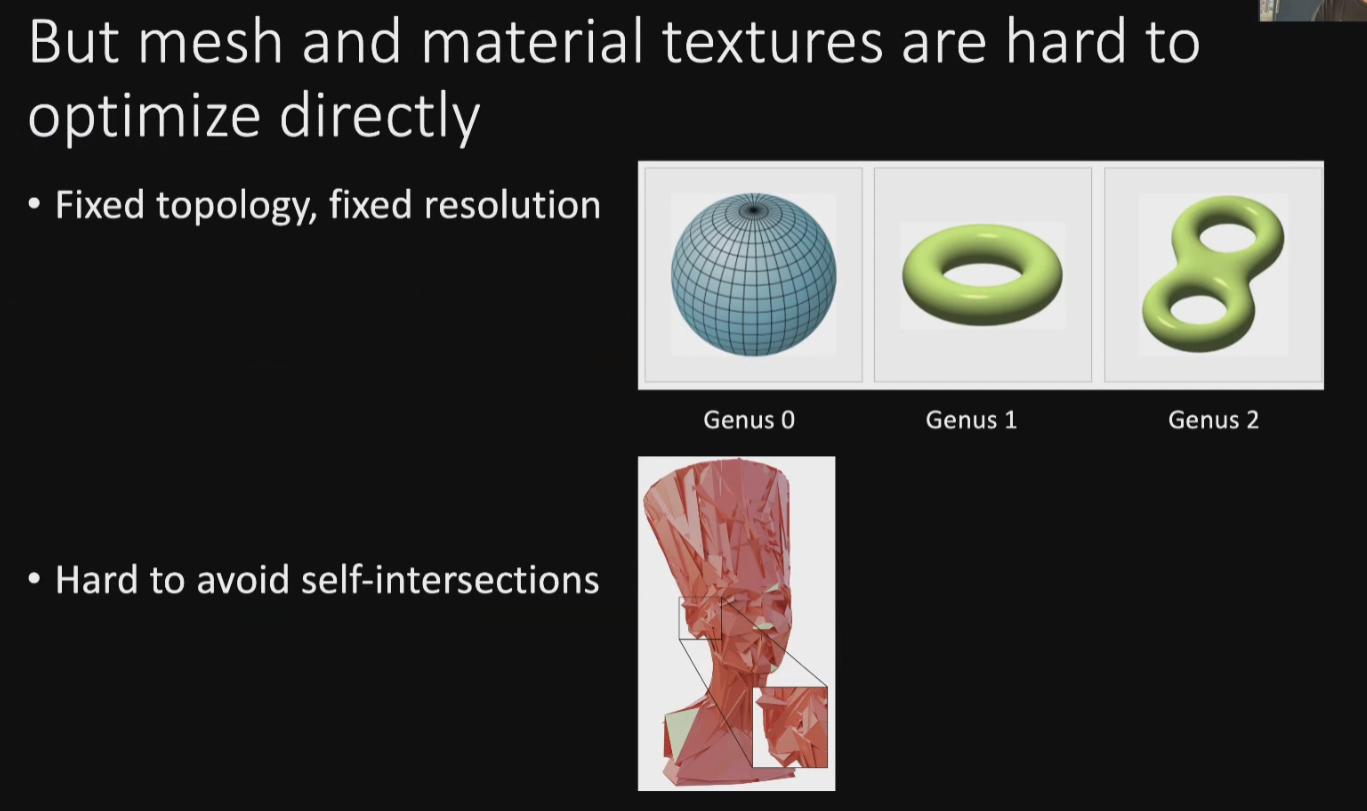 But mesh and material textures are hard to
optimize directly
• Fixed topology, fixed resolution
Genus 0
Genus 1
Genus 2
• Hard to avoid self-intersections